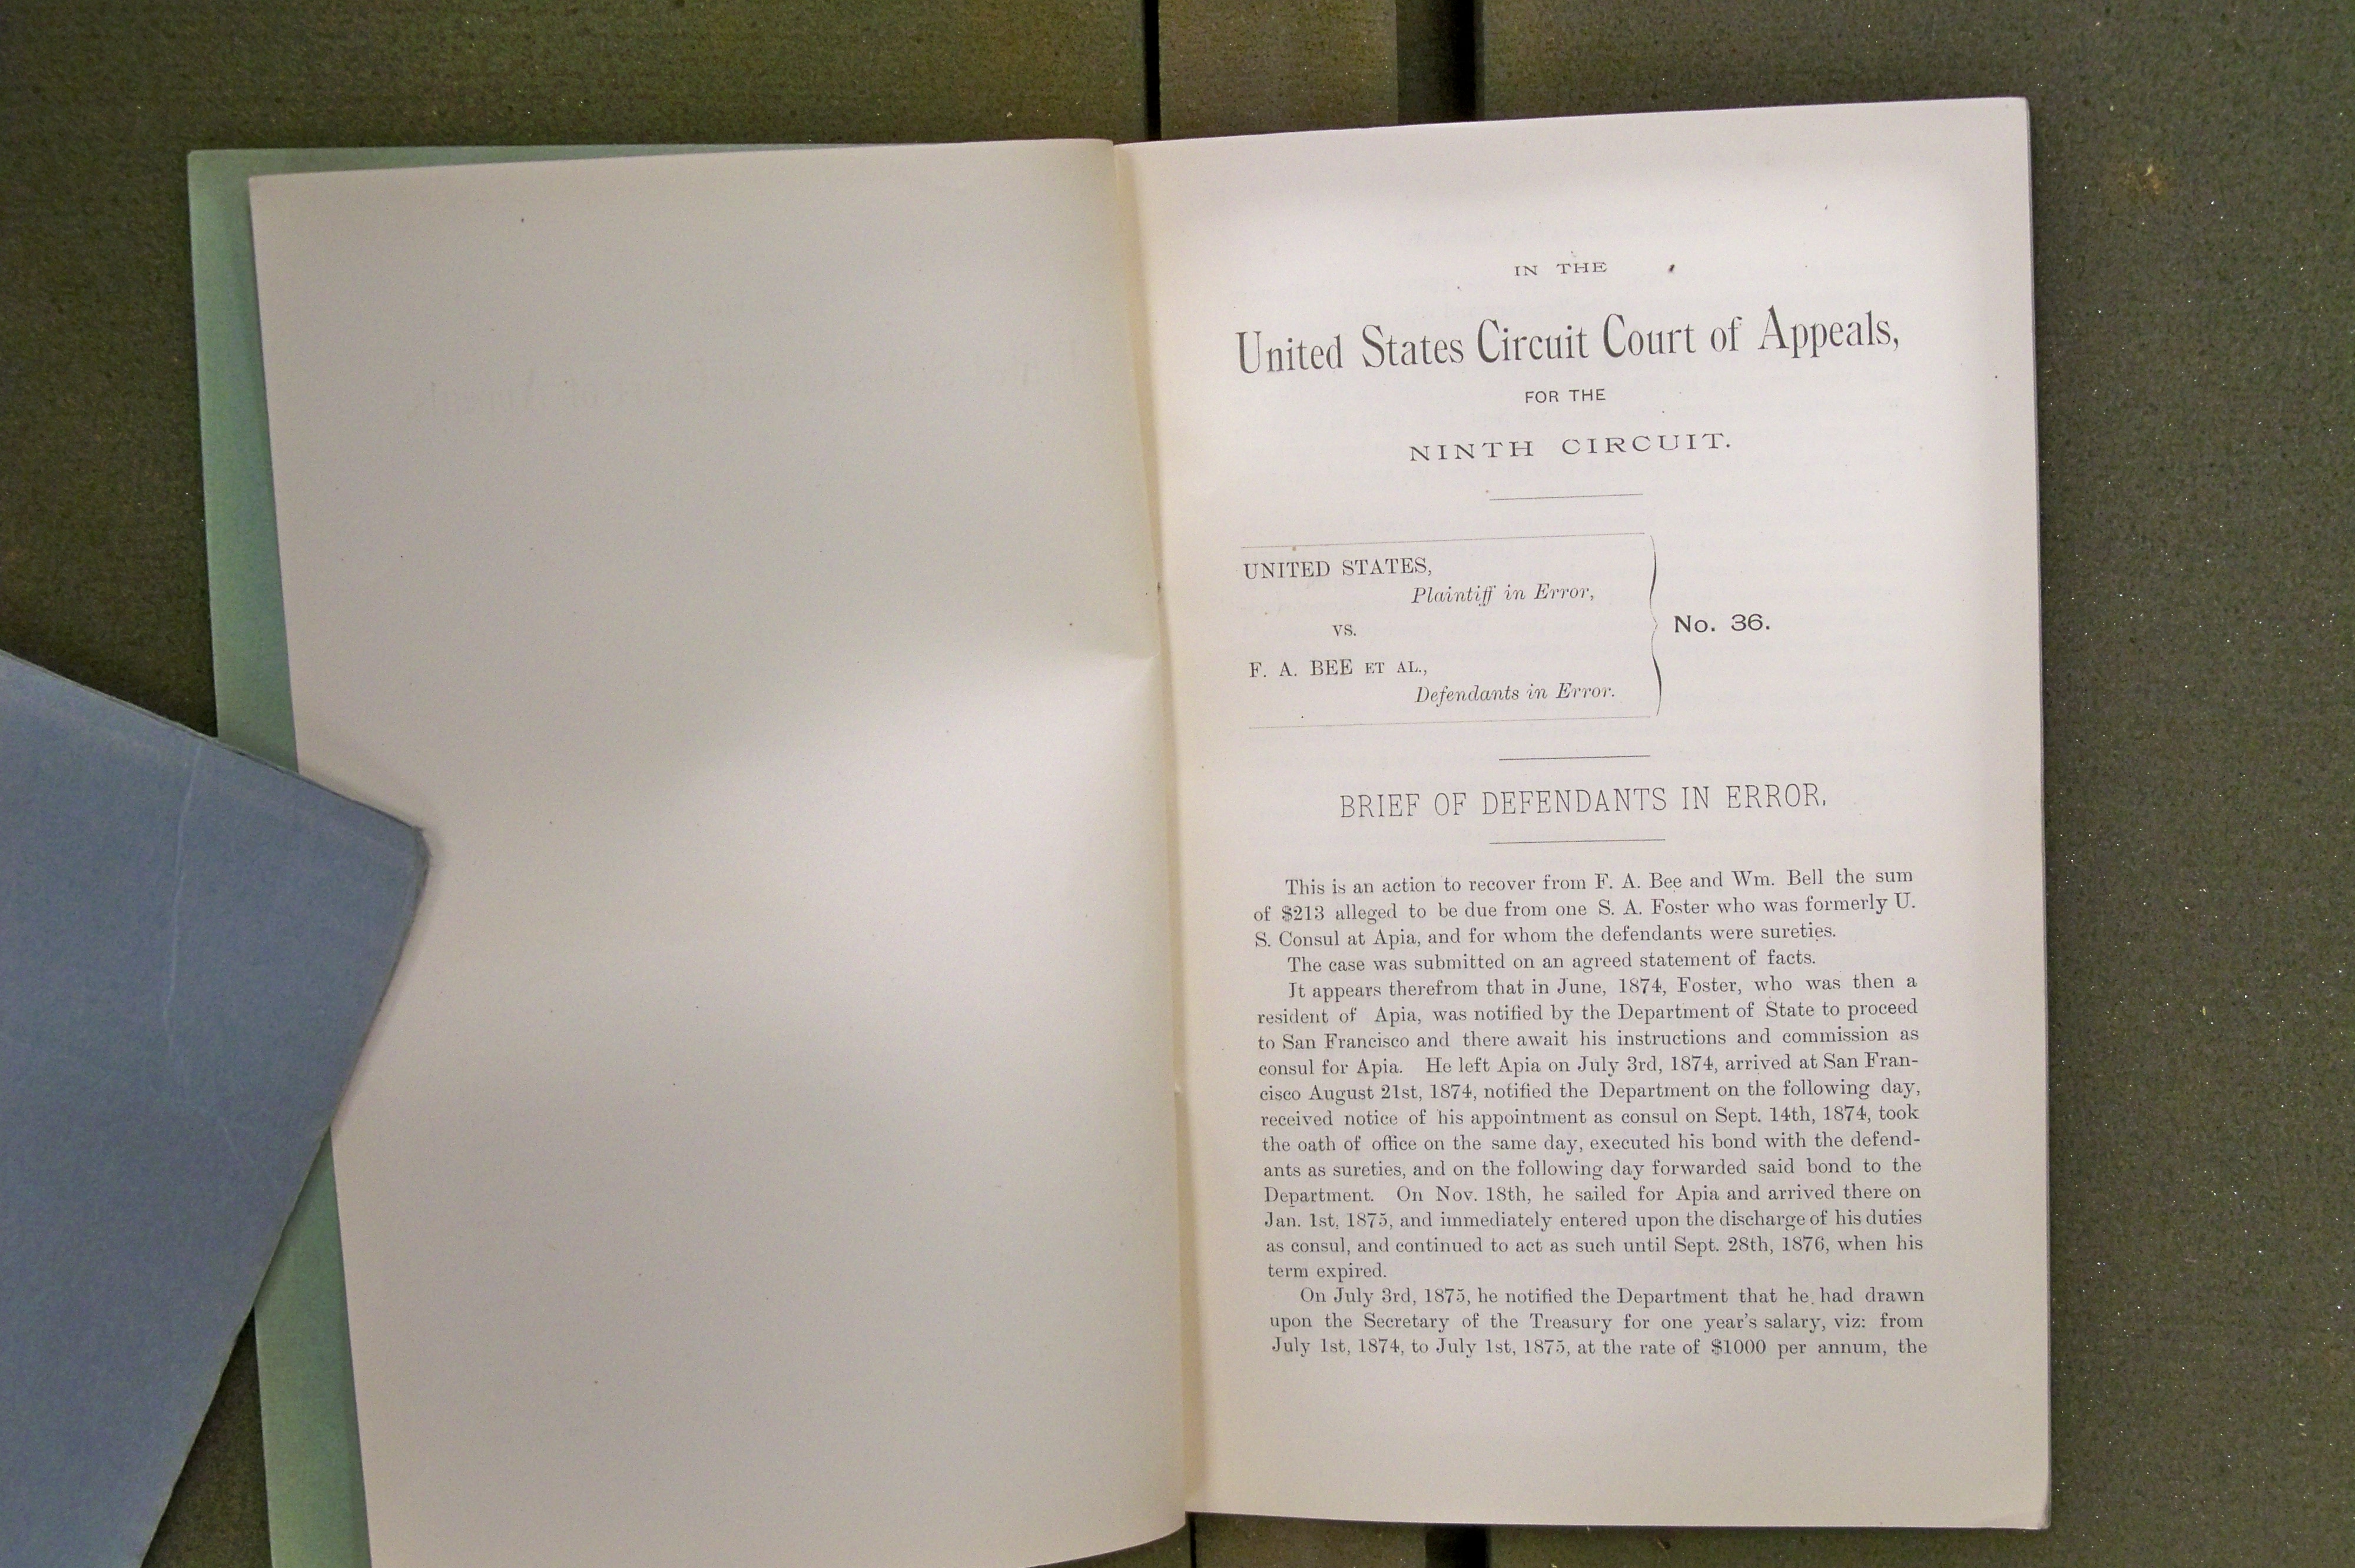 IN THE
United States Circuit Court of Appeals,
FOR THE
NINTH CIRCUIT.
UNITED STATES,
Plaintiff in Error,
vs.
No. 36.
F. A. BEE ET AL.,
Defendants in Error.
BRIEF OF DEFENDANTS IN ERROR.
This is an action to recover from F. A. Bee and Wm. Bell the sum
of $213 alleged to be due from one S. A. Foster who was formerly U.
S. Consul at Apia, and for whom the defendants were sureties.
The case was submitted on an agreed statement of facts.
It appears therefrom that in June, 1874, Foster, who was then a
resident of Apia, was notified by the Department of State to proceed
to San Francisco and there await his instructions and commission as
consul for Apia. He left Apia on July 3rd, 1874, arrived at San Fran-
cisco August 21st, 1874, notified the Department on the following day,
received notice of his appointment as consul on Sept. 14th, 1874, took
the oath of office on the same day, executed his bond with the defend-
ants as sureties, and on the following day forwarded said bond to the
Department. On Nov. 18th, he sailed for Apia and arrived there on
Jan. 1st, 1875, and immediately entered upon the discharge of his duties
as consul, and continued to act as such until Sept. 28th, 1876, when his
term expired.
On July 3rd, 1875, he notified the Department that he had drawn
upon the Secretary of the Treasury for one year's salary, viz: from
July 1st, 1874, to July 1st, 1875, at the rate of $1000 per annum, the